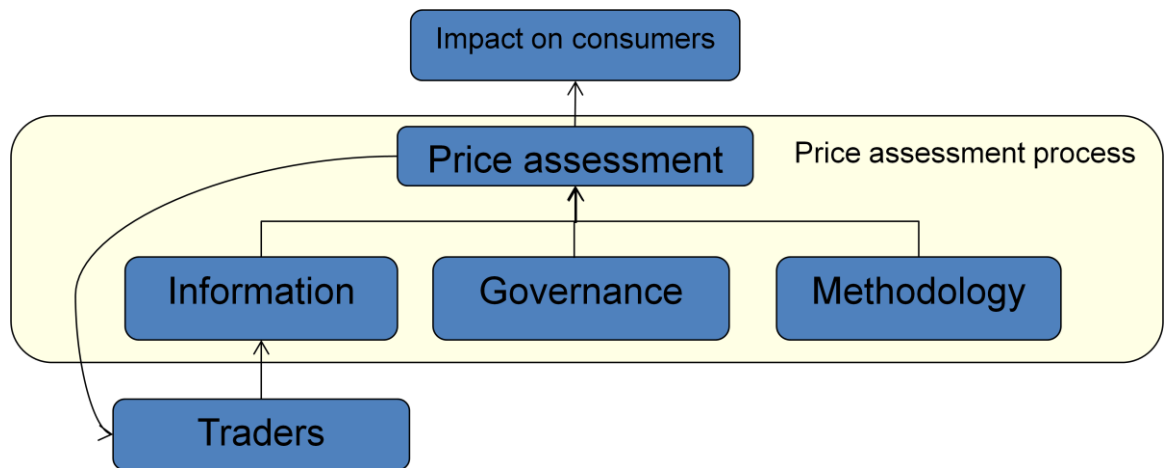 Impact on consumers
Price assessment
Price assessment process
Information
Governance
Methodology
Traders